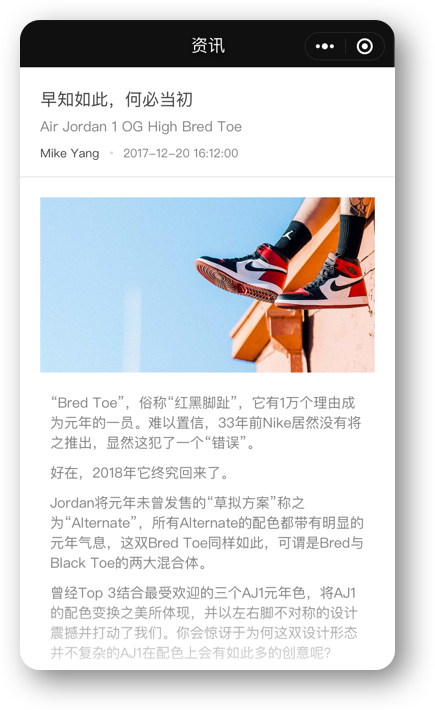 资讯
早知如此，何必当初
Air Jordan 1 OG High Bred Toe
Mike Yang • 2017-12-20 16:12:00
“Bred Toe”，俗称“红黑脚趾”，它有1万个理由成
为元年的一员。难以置信，33年前Nike居然没有将
之推出，显然这犯了一个“错误”。
好在，2018年它终究回来了。
Jordan将元年未曾发售的“草拟方案”称之
为“Alternate”，所有Alternate的配色都带有明显的
元年气息，这双Bred Toe同样如此，可谓是Bred与
Black Toe的两大混合体。
曾经Top 3结合最受欢迎的三个AJ1元年色，将AJ1
的配色变换之美所体现，并以左右脚不对称的设计
震撼并打动了我们。你会惊讶于为何这双设计形态
并不复杂的AJ1在配色上会有如此多的创意呢？